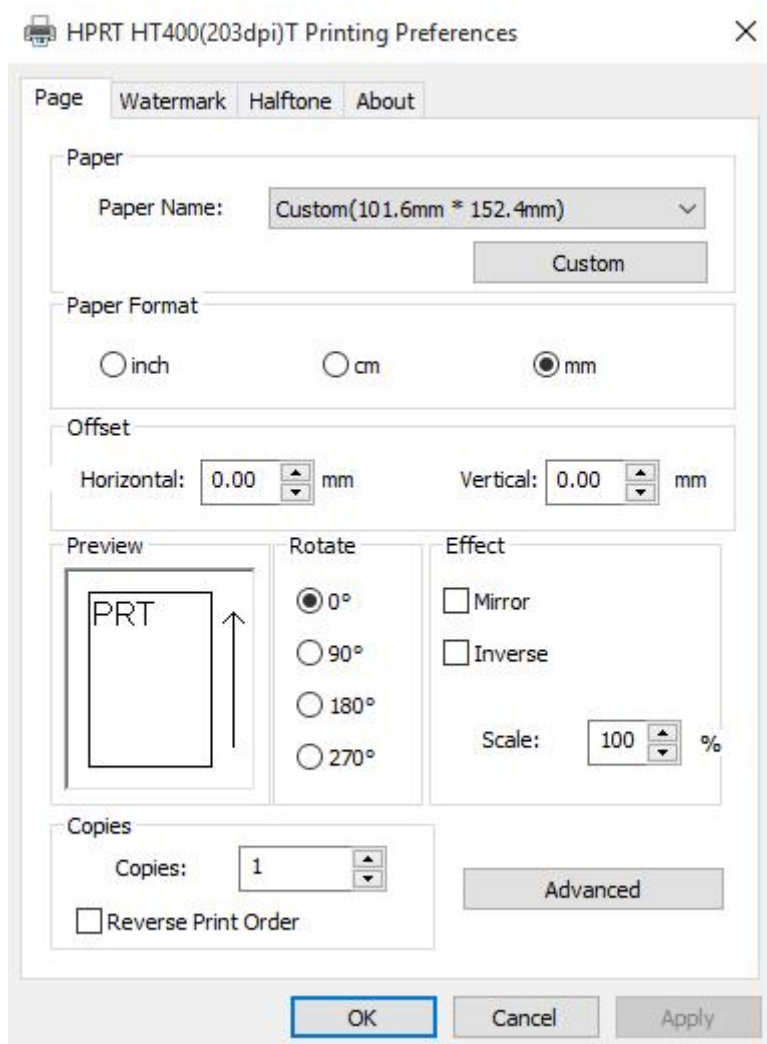 HPRT HT400(203dpi)T Printing Preferences
Page Watermark Halftone About
Paper
Paper Name: Custom(101.6mm * 152.4mm)
Custom
Paper Format
inch cm mm
Offset
Horizontal: 0.00 mm Vertical: 0.00 mm
Preview Rotate Effect
PRT
0° Mirror
90° Inverse
180°
270° Scale: 100 %
Copies
Copies: 1
Advanced
Reverse Print Order
OK Cancel Apply